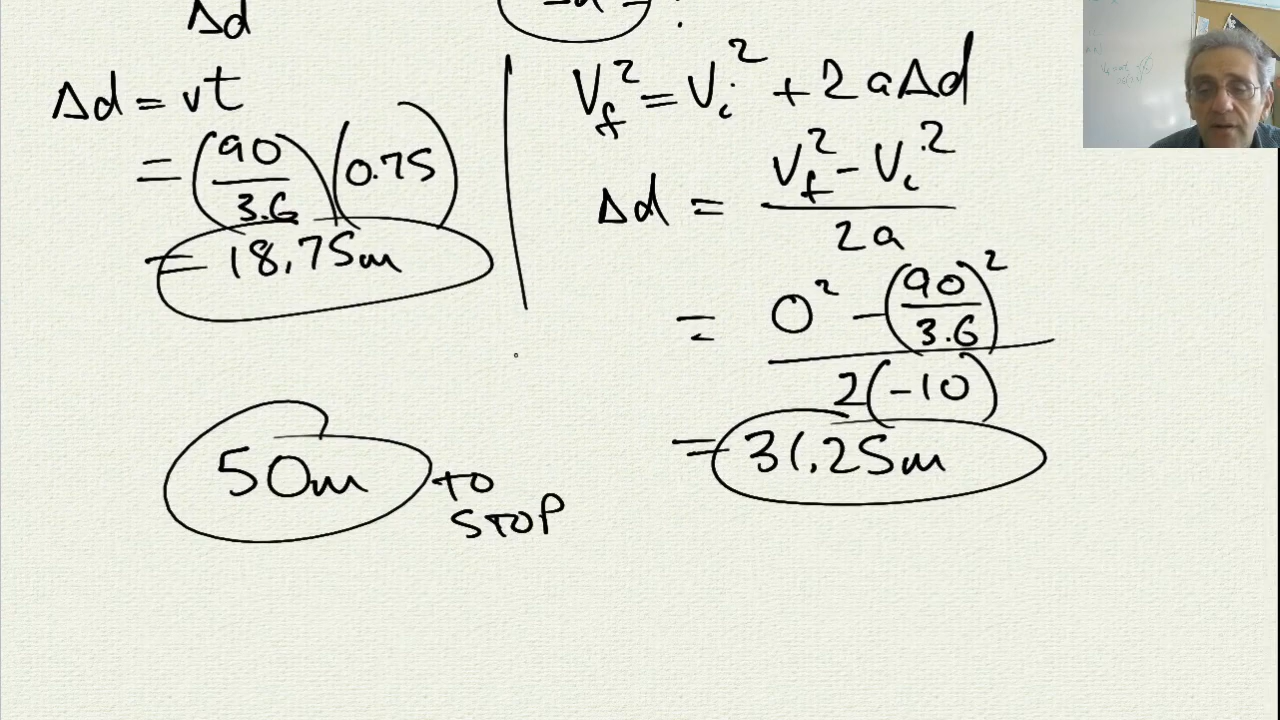 Δd
Δd = vt
= (90/3.6)(0.75)
= 18.75m
50m to
STOP
Vf² = Vi² + 2aΔd
Δd = Vf² - Vi²
2a
= 0² - (90/3.6)²
2(-10)
= 31.25m